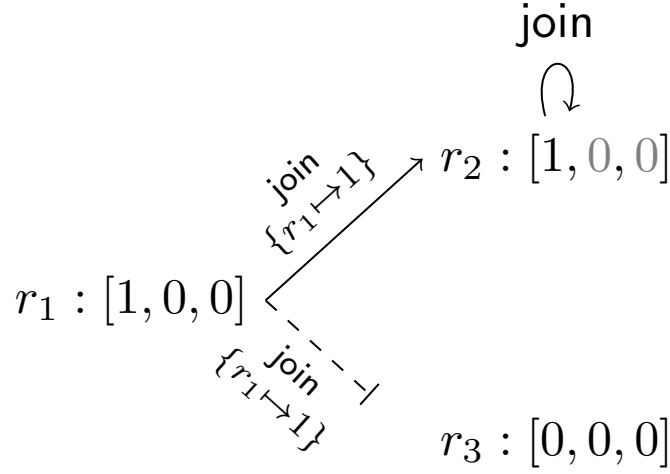 join
r₂ : [1, 0, 0]
join
{r₁ ↦ 1}
r₁ : [1, 0, 0]
join
{r₁ ↦ 1}
r₃ : [0, 0, 0]